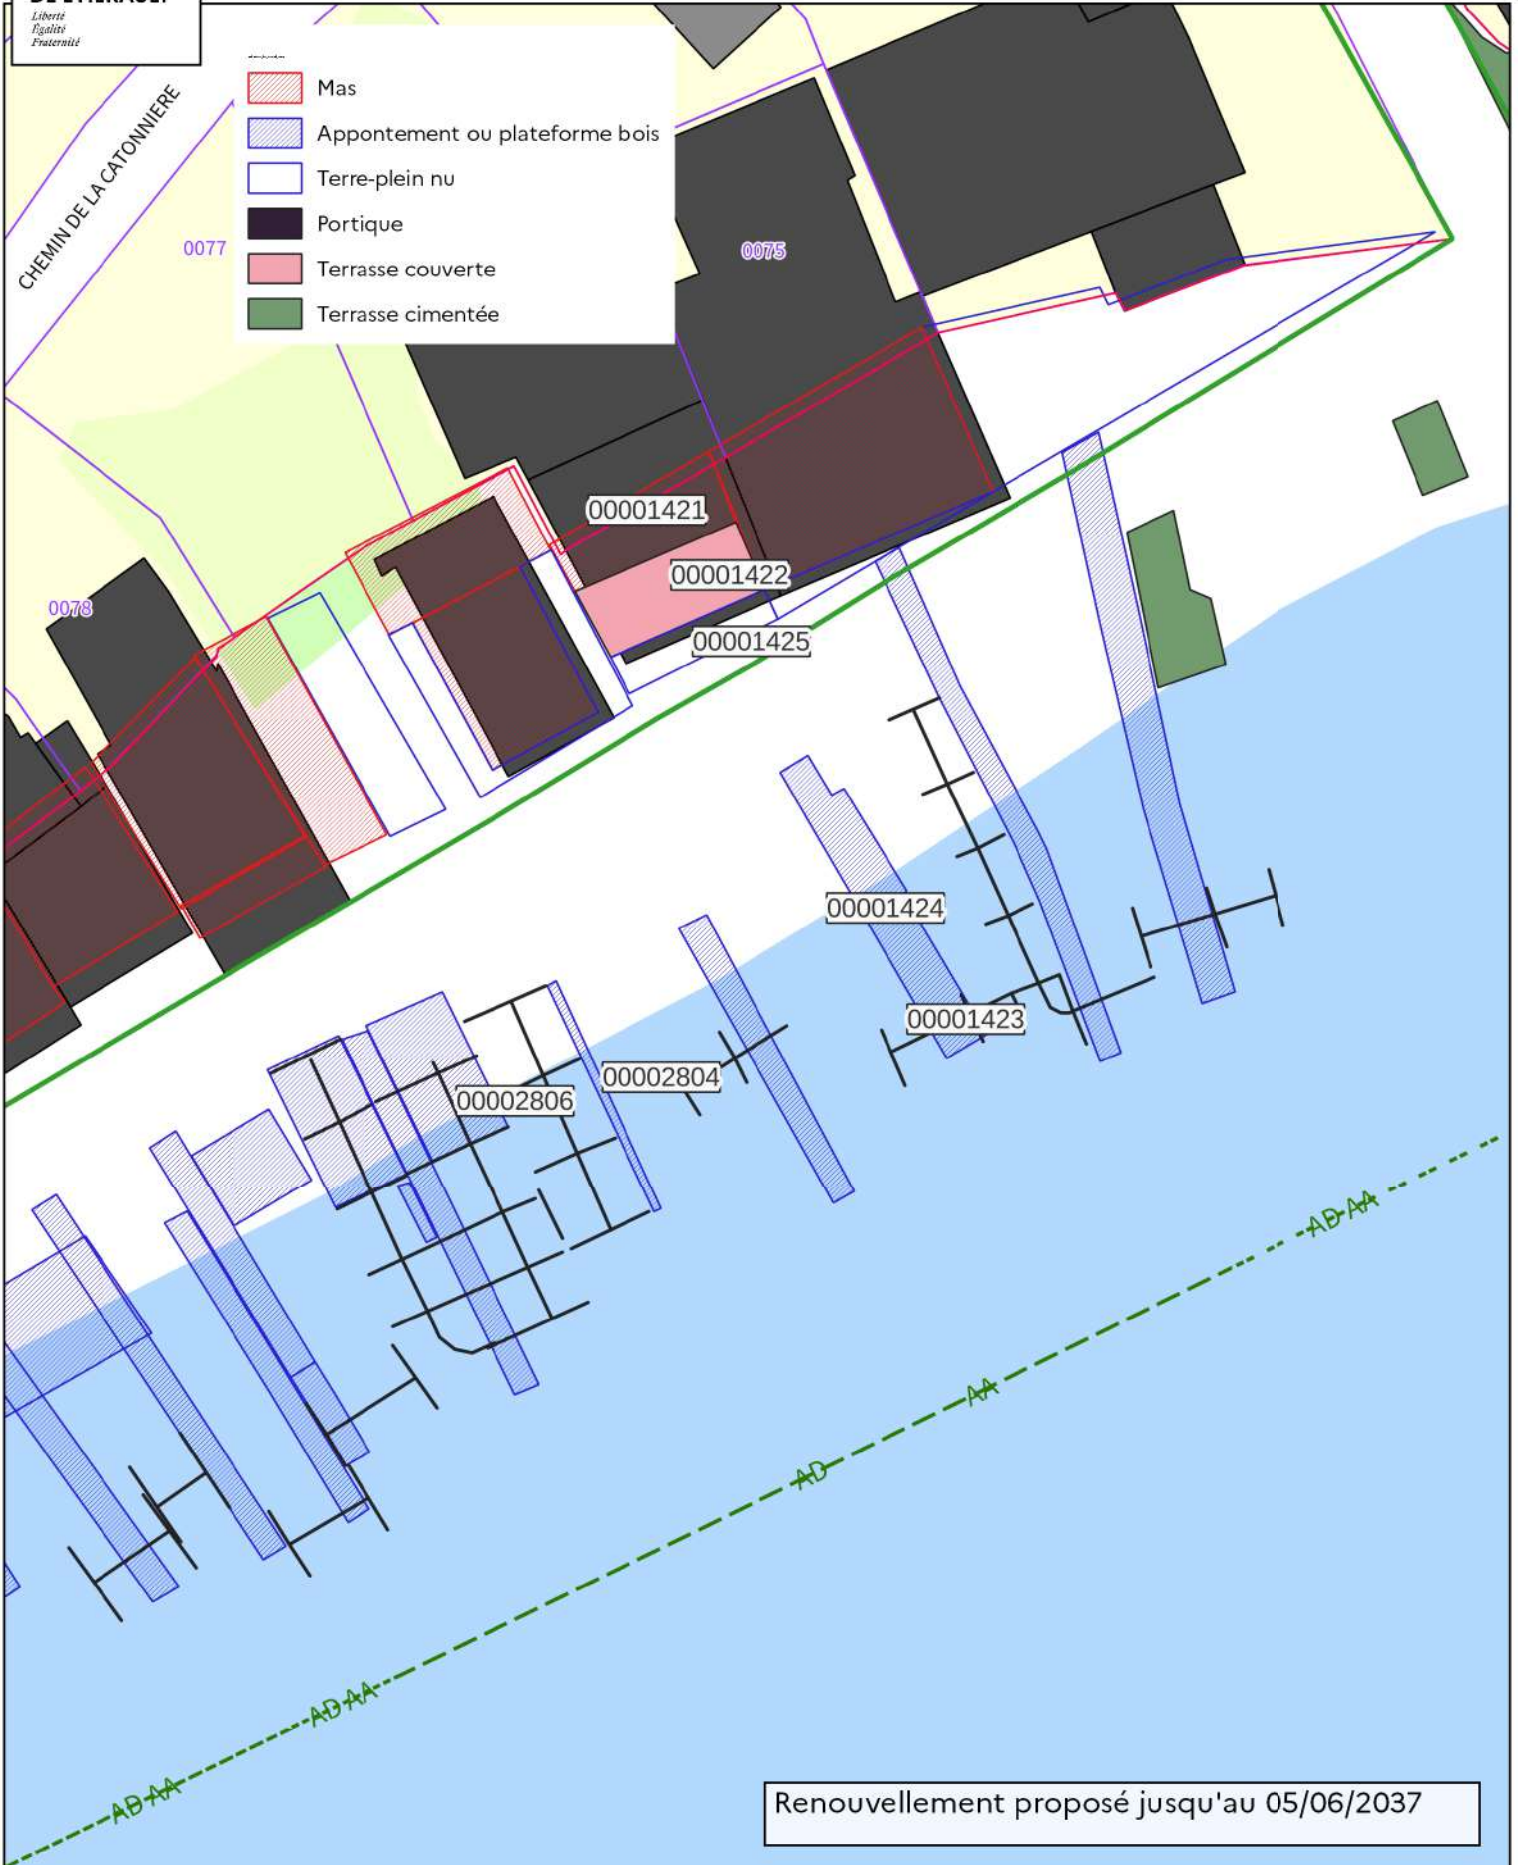 Liberté
Égalité
Fraternité
Mas
Appontement ou plateforme bois
Terre-plein nu
Portique
Terrasse couverte
Terrasse cimentée
CHEMIN DE LA CATONNIERE
0077
0075
0078
00001421
00001422
00001425
00001424
00001423
00002804
00002806
AD AA
AA
AD
AD AA
AD AA
Renouvellement proposé jusqu'au 05/06/2037